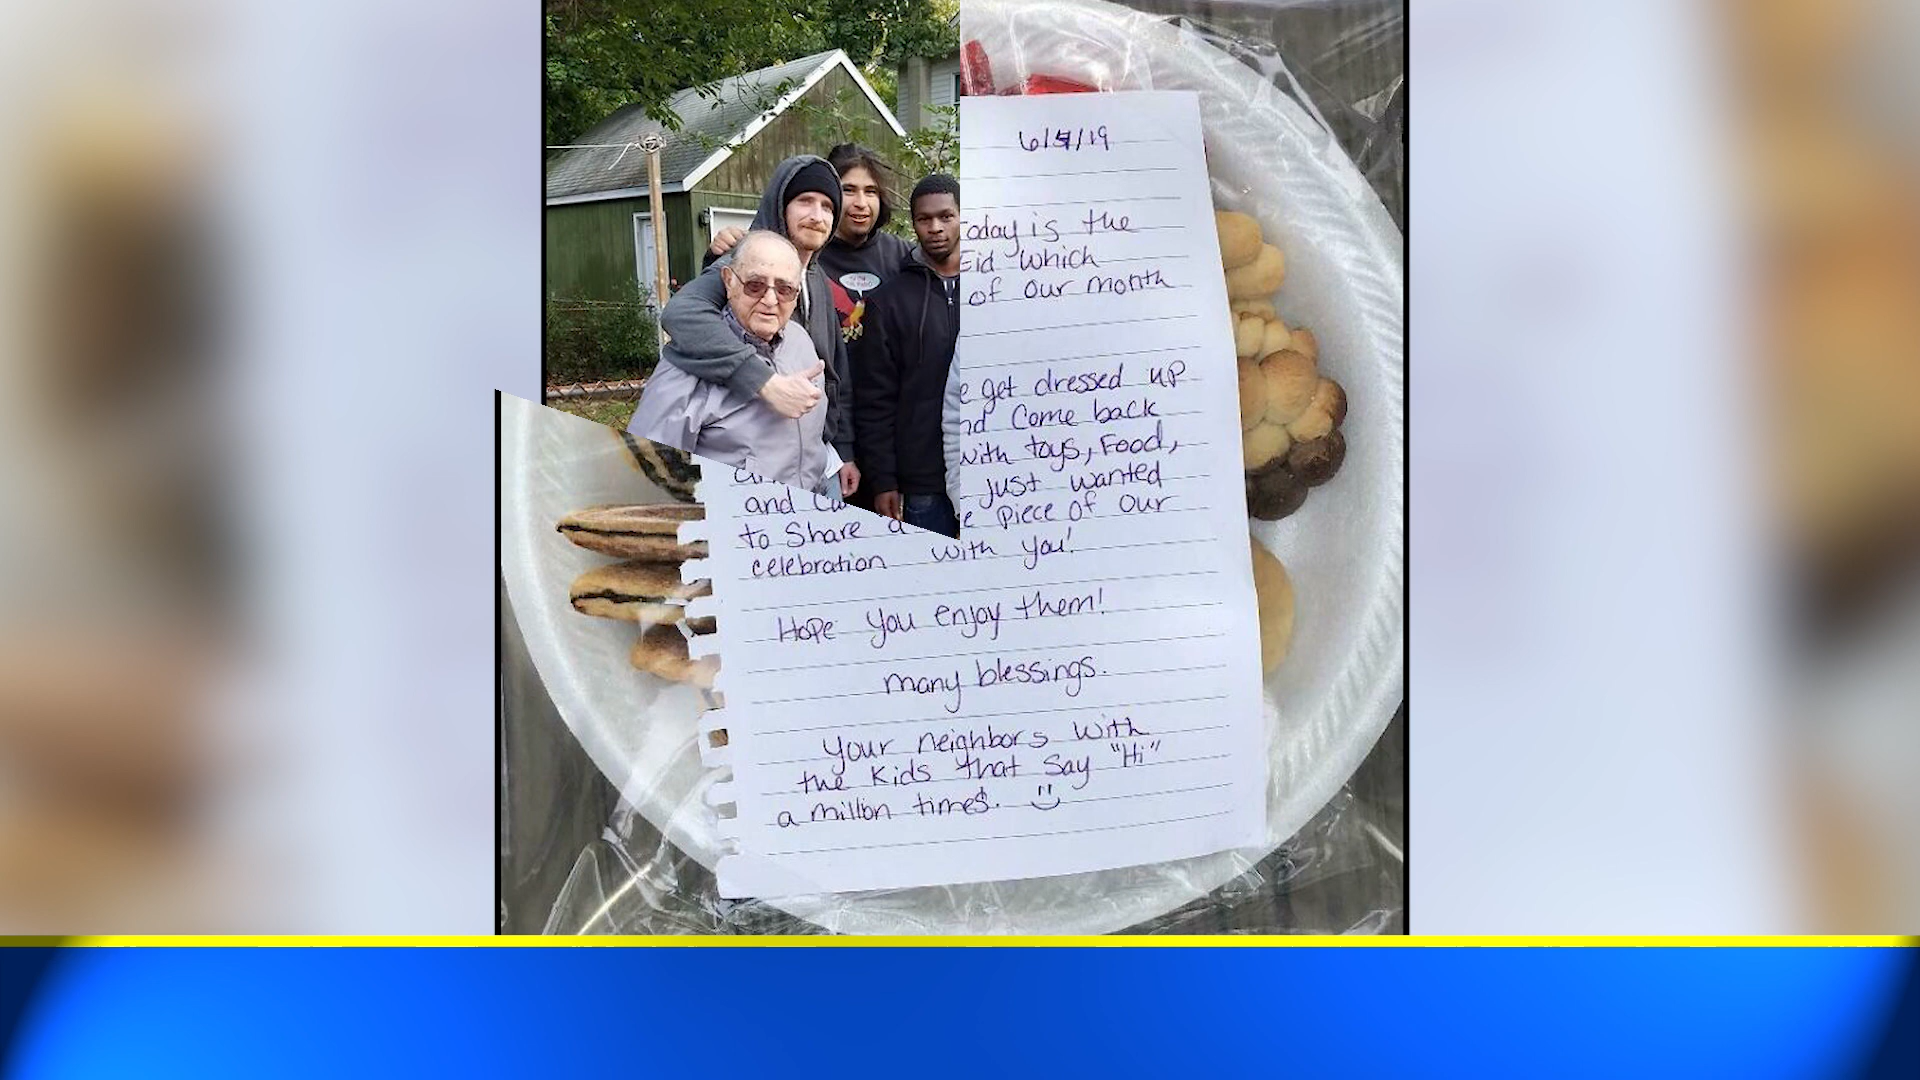 6/4/19
Today is the
Eid which
of our month
get dressed up
Come back
with toys, Food,
Just wanted
and
to Share a piece of our
celebration with you!
Hope you enjoy them!
many blessings.
your neighbors with
the Kids that Say "Hi"
a million times.